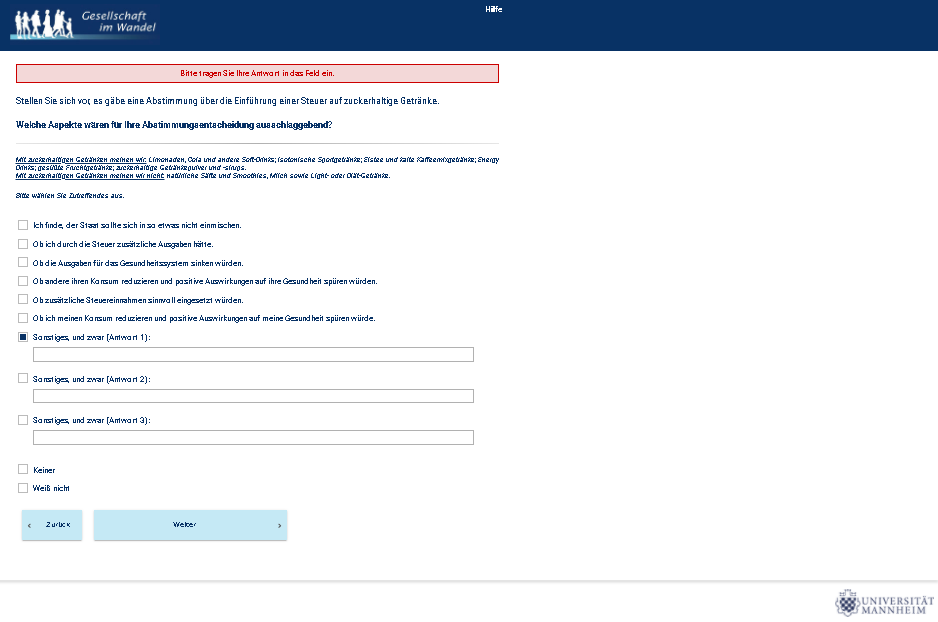 Gesellschaft
im Wandel
Hilfe
Bitte tragen Sie Ihre Antwort in das Feld ein.
Stellen Sie sich vor, es gäbe eine Abstimmung über die Einführung einer Steuer auf zuckerhaltige Getränke.
Welche Aspekte wären für Ihre Abstimmungsentscheidung ausschlaggebend?
Mit zuckerhaltigen Getränken meinen wir: Limonaden, Cola und andere Soft-Drinks; isotonische Sportgetränke; Eistee und kalte Kaffeemixgetränke; Energy
Drinks; gesüßte Fruchtgetränke; zuckerhaltige Getränkepulver und -sirups.
Mit zuckerhaltigen Getränken meinen wir nicht: natürliche Säfte und Smoothies, Milch sowie Light- oder Diät-Getränke.
Bitte wählen Sie Zutreffendes aus.
Ich finde, der Staat sollte sich in so etwas nicht einmischen.
Ob ich durch die Steuer zusätzliche Ausgaben hätte.
Ob die Ausgaben für das Gesundheitssystem sinken würden.
Ob andere ihren Konsum reduzieren und positive Auswirkungen auf ihre Gesundheit spüren würden.
Ob zusätzliche Steuereinnahmen sinnvoll eingesetzt würden.
Ob ich meinen Konsum reduzieren und positive Auswirkungen auf meine Gesundheit spüren würde.
Sonstiges, und zwar (Antwort 1):
Sonstiges, und zwar (Antwort 2):
Sonstiges, und zwar (Antwort 3):
Keiner
Weiß nicht
‹ Zurück
Weiter ›
UNIVERSITÄT
MANNHEIM